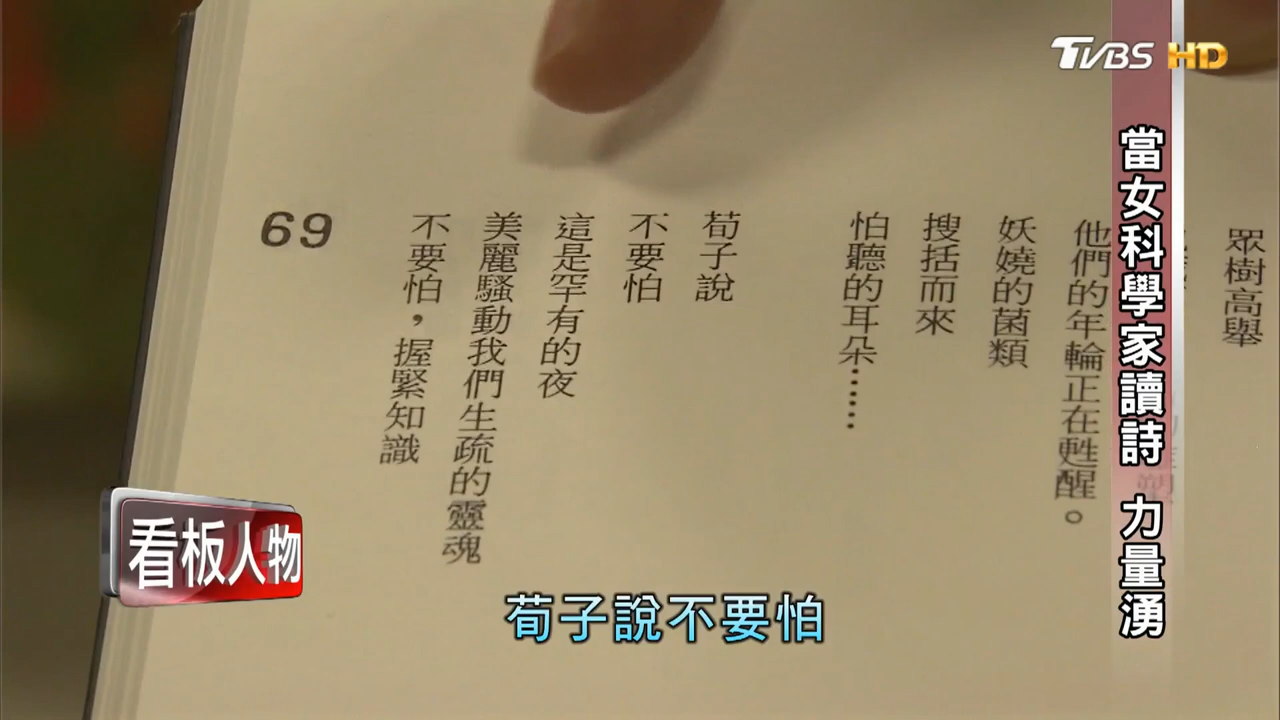 TVBS HD
當女科學家讀詩 力量湧
眾樹高舉
他們的年輪正在甦醒。
妖嬈的菌類
搜括而來
怕聽的耳朵……
荀子說
不要怕
這是罕有的夜
美麗騷動我們生疏的靈魂
不要怕，握緊知識
69
看板人物
荀子說不要怕